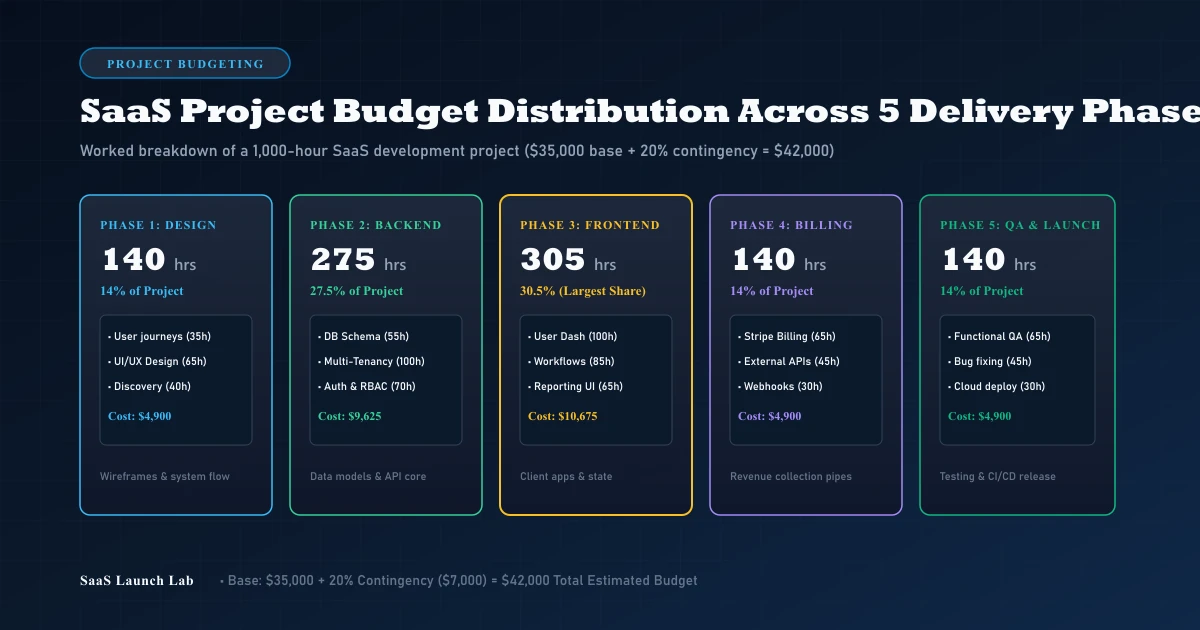 PROJECT BUDGETING
SaaS Project Budget Distribution Across 5 Delivery Phase
Worked breakdown of a 1,000-hour SaaS development project ($35,000 base + 20% contingency = $42,000)
PHASE 1: DESIGN
140 hrs
14% of Project
• User journeys (35h)
• UI/UX Design (65h)
• Discovery (40h)
Cost: $4,900
Wireframes & system flow
PHASE 2: BACKEND
275 hrs
27.5% of Project
• DB Schema (55h)
• Multi-Tenancy (100h)
• Auth & RBAC (70h)
Cost: $9,625
Data models & API core
PHASE 3: FRONTEND
305 hrs
30.5% (Largest Share)
• User Dash (100h)
• Workflows (85h)
• Reporting UI (65h)
Cost: $10,675
Client apps & state
PHASE 4: BILLING
140 hrs
14% of Project
• Stripe Billing (65h)
• External APIs (45h)
• Webhooks (30h)
Cost: $4,900
Revenue collection pipes
PHASE 5: QA & LAUNCH
140 hrs
14% of Project
• Functional QA (65h)
• Bug fixing (45h)
• Cloud deploy (30h)
Cost: $4,900
Testing & CI/CD release
SaaS Launch Lab • Base: $35,000 + 20% Contingency ($7,000) = $42,000 Total Estimated Budget